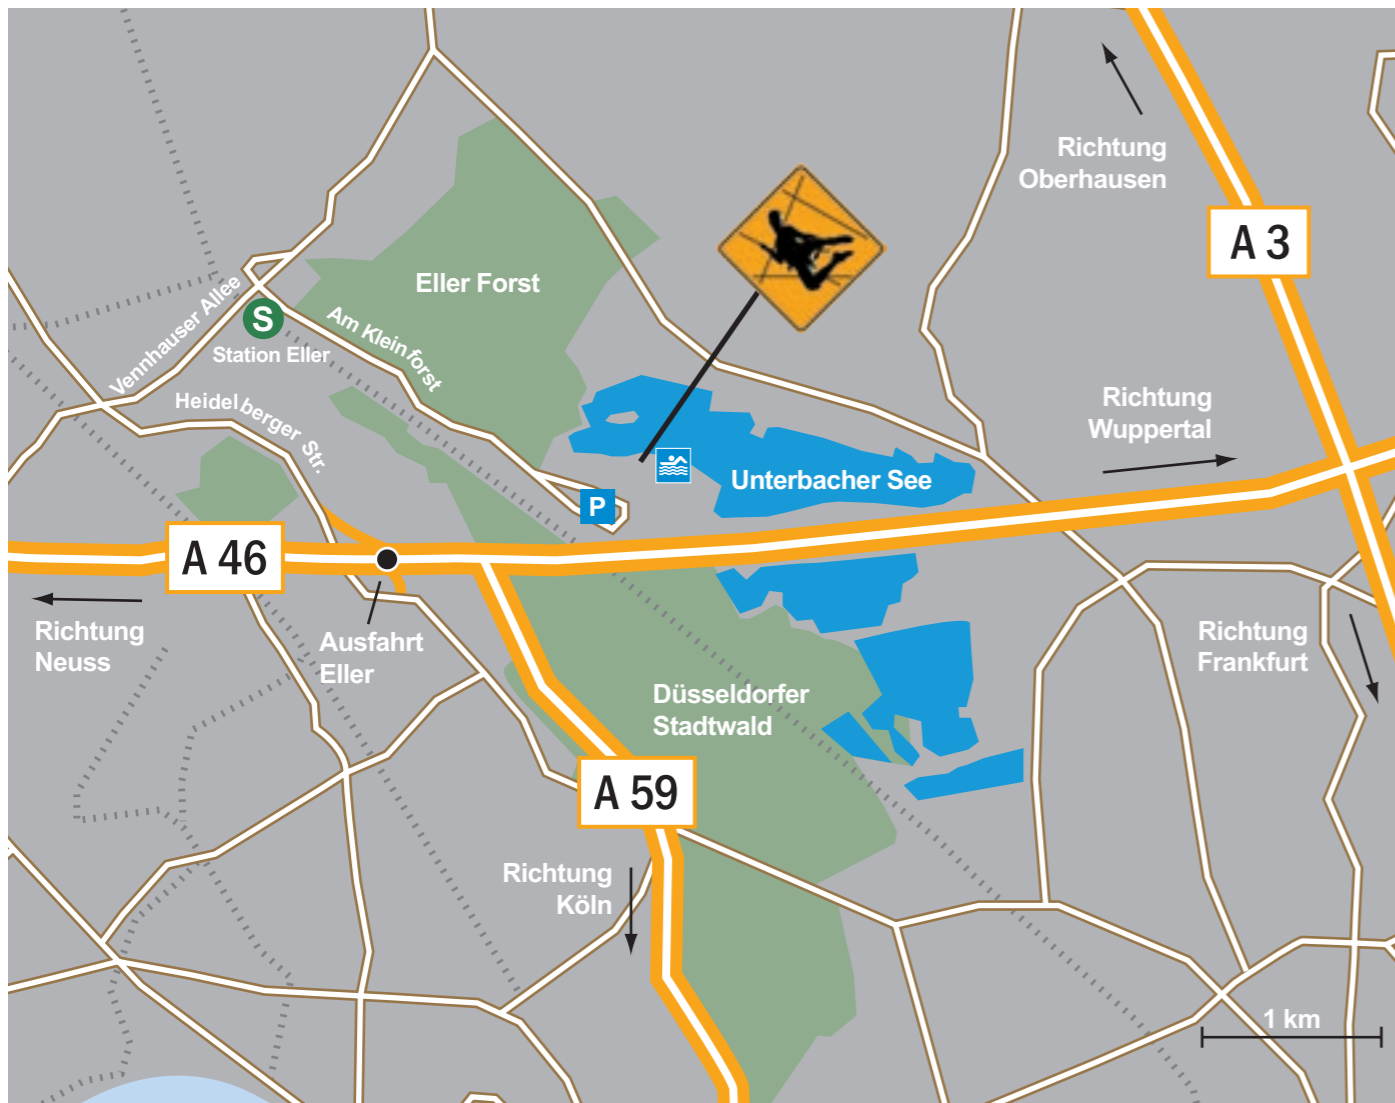 Richtung
Oberhausen
A 3
Eller Forst
Vennhauser Allee
S
Station Eller
Am Kleinforst
Heidelberger Str.
Richtung
Wuppertal
Unterbacher See
P
A 46
Richtung
Neuss
Ausfahrt
Eller
Richtung
Frankfurt
Düsseldorfer
Stadtwald
A 59
Richtung
Köln
1 km